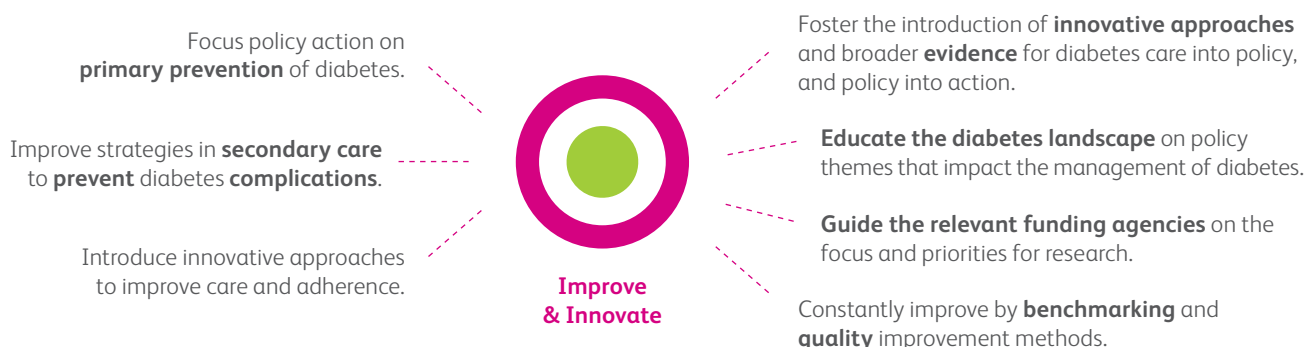 Focus policy action on
primary prevention of diabetes.
Improve strategies in secondary care
to prevent diabetes complications.
Introduce innovative approaches
to improve care and adherence.
Improve
& Innovate
Foster the introduction of innovative approaches
and broader evidence for diabetes care into policy,
and policy into action.
Educate the diabetes landscape on policy
themes that impact the management of diabetes.
Guide the relevant funding agencies on the
focus and priorities for research.
Constantly improve by benchmarking and
quality improvement methods.